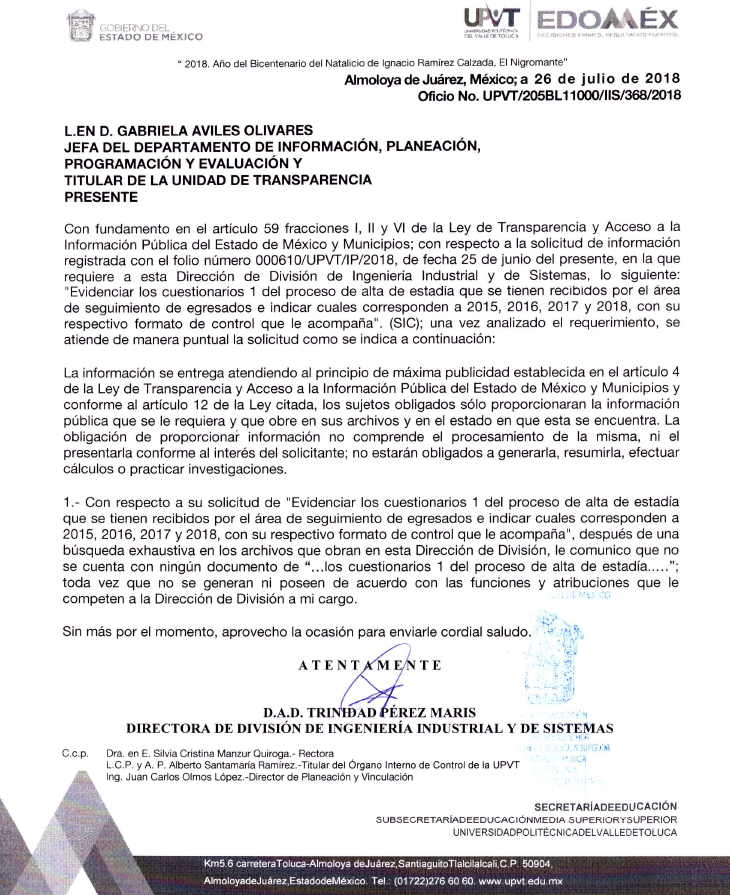 GOBIERNO DEL
ESTADO DE MÉXICO
UPVT
UNIVERSIDAD POLITÉCNICA
DEL VALLE DE TOLUCA
EDOMÉX
DECISIONES FIRMES, RESULTADOS FUERTES.
" 2018. Año del Bicentenario del Natalicio de Ignacio Ramírez Calzada, El Nigromante"
Almoloya de Juárez, México; a 26 de julio de 2018
Oficio No. UPVT/205BL11000/IIS/368/2018
L.EN D. GABRIELA AVILES OLIVARES
JEFA DEL DEPARTAMENTO DE INFORMACIÓN, PLANEACIÓN,
PROGRAMACIÓN Y EVALUACIÓN Y
TITULAR DE LA UNIDAD DE TRANSPARENCIA
PRESENTE
Con fundamento en el artículo 59 fracciones I, II y VI de la Ley de Transparencia y Acceso a la
Información Pública del Estado de México y Municipios; con respecto a la solicitud de información
registrada con el folio número 000610/UPVT/IP/2018, de fecha 25 de junio del presente, en la que
requiere a esta Dirección de División de Ingeniería Industrial y de Sistemas, lo siguiente:
"Evidenciar los cuestionarios 1 del proceso de alta de estadía que se tienen recibidos por el área
de seguimiento de egresados e indicar cuales corresponden a 2015, 2016, 2017 y 2018, con su
respectivo formato de control que le acompaña". (SIC); una vez analizado el requerimiento, se
atiende de manera puntual la solicitud como se indica a continuación:
La información se entrega atendiendo al principio de máxima publicidad establecida en el artículo 4
de la Ley de Transparencia y Acceso a la Información Pública del Estado de México y Municipios y
conforme al artículo 12 de la Ley citada, los sujetos obligados sólo proporcionaran la información
pública que se le requiera y que obre en sus archivos y en el estado en que esta se encuentra. La
obligación de proporcionar información no comprende el procesamiento de la misma, ni el
presentarla conforme al interés del solicitante; no estarán obligados a generarla, resumirla, efectuar
cálculos o practicar investigaciones.
1.- Con respecto a su solicitud de "Evidenciar los cuestionarios 1 del proceso de alta de estadía
que se tienen recibidos por el área de seguimiento de egresados e indicar cuales corresponden a
2015, 2016, 2017 y 2018, con su respectivo formato de control que le acompaña", después de una
búsqueda exhaustiva en los archivos que obran en esta Dirección de División, le comunico que no
se cuenta con ningún documento de "...los cuestionarios 1 del proceso de alta de estadía.....";
toda vez que no se generan ni poseen de acuerdo con las funciones y atribuciones que le
competen a la Dirección de División a mi cargo.
Sin más por el momento, aprovecho la ocasión para enviarle cordial saludo.
A T E N T A M E N T E
D.A.D. TRINIDAD PÉREZ MARIS
DIRECTORA DE DIVISIÓN DE INGENIERÍA INDUSTRIAL Y DE SISTEMAS
C.c.p. Dra. en E. Silvia Cristina Manzur Quiroga.- Rectora
L.C.P. y A. P. Alberto Santamaría Ramírez.-Titular del Órgano Interno de Control de la UPVT
Ing. Juan Carlos Olmos López.-Director de Planeación y Vinculación
SECRETARÍADEEDUCACIÓN
SUBSECRETARÍADEEDUCACIÓNMEDIA SUPERIORYSUPERIOR
UNIVERSIDADPOLITÉCNICADELVALLEDETOLUCA
Km5.6 carreteraToluca-Almoloya deJuárez,SantiaguitoTlalcilalcali,C.P. 50904,
AlmoloyadeJuárez,EstadodeMéxico. Tel.: (01722)276 60 60. www.upvt.edu.mx